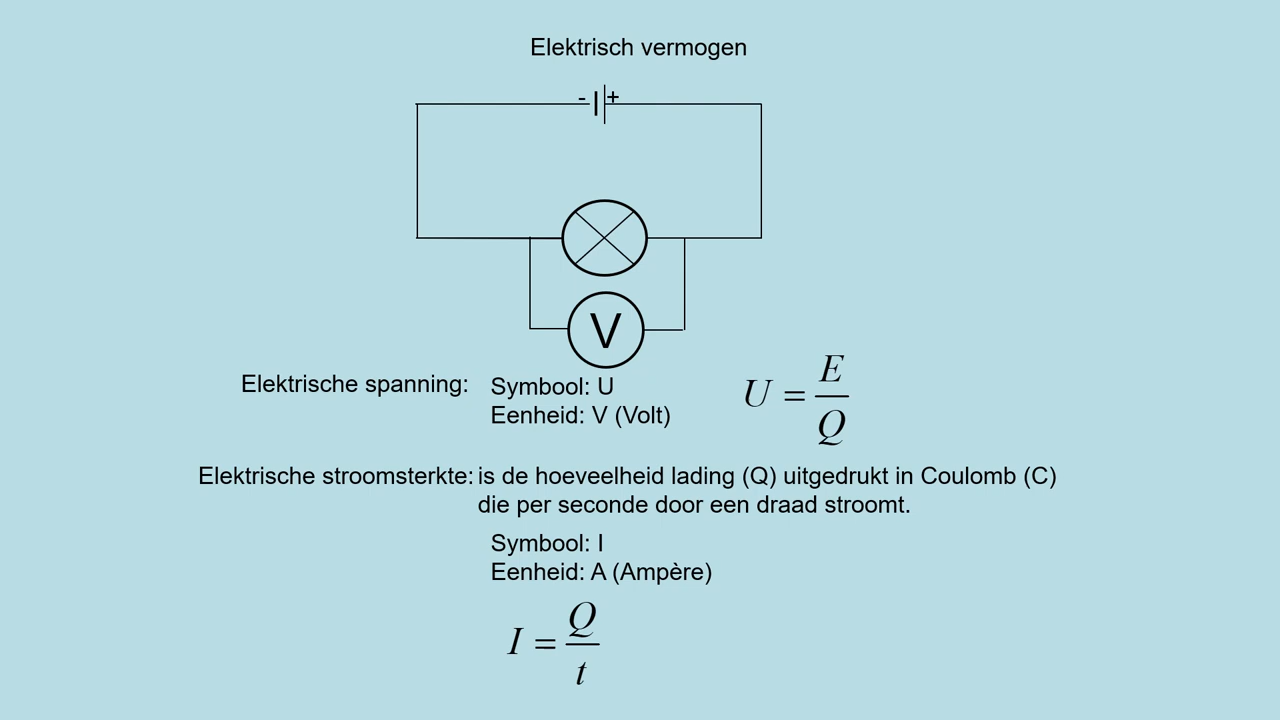 Elektrisch vermogen
- +
V
Elektrische spanning:
Symbool: U
Eenheid: V (Volt)
U = E/Q
Elektrische stroomsterkte: is de hoeveelheid lading (Q) uitgedrukt in Coulomb (C)
die per seconde door een draad stroomt.
Symbool: I
Eenheid: A (Ampère)
I = Q/t